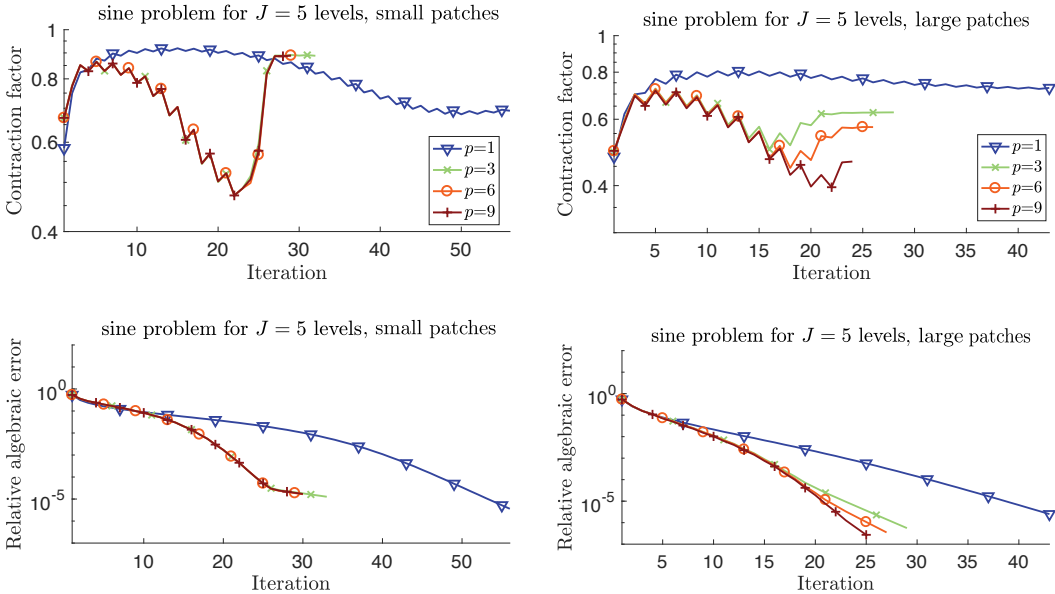 sine problem for J = 5 levels, small patches
Contraction factor
1
0.8
0.6
0.4
10
20
30
40
50
Iteration
p=1
p=3
p=6
p=9
sine problem for J = 5 levels, large patches
Contraction factor
1
0.8
0.6
0.4
5
10
15
20
25
30
35
40
Iteration
p=1
p=3
p=6
p=9
sine problem for J = 5 levels, small patches
Relative algebraic error
10^0
10^-5
10
20
30
40
50
Iteration
sine problem for J = 5 levels, large patches
Relative algebraic error
10^0
10^-5
5
10
15
20
25
30
35
40
Iteration